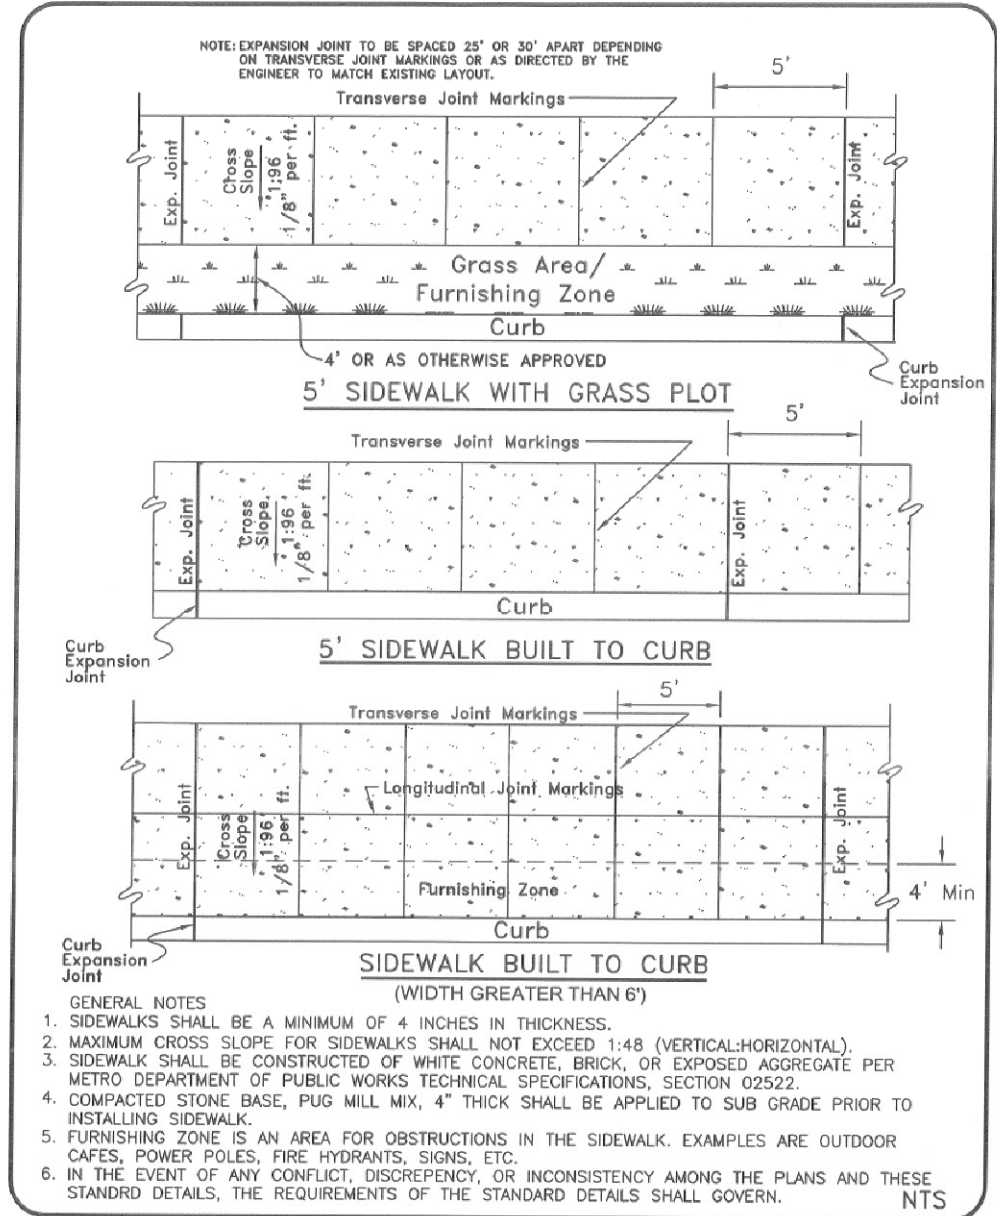 NOTE: EXPANSION JOINT TO BE SPACED 25' OR 30' APART DEPENDING
ON TRANSVERSE JOINT MARKINGS OR AS DIRECTED BY THE
ENGINEER TO MATCH EXISTING LAYOUT.
5'
Transverse Joint Markings
Exp. Joint
Cross
Slope
1:96
1/8" per ft.
Exp. Joint
Grass Area/
Furnishing Zone
Curb
4' OR AS OTHERWISE APPROVED
Curb
Expansion
Joint
5' SIDEWALK WITH GRASS PLOT
5'
Transverse Joint Markings
Exp. Joint
Cross
Slope
1:96
1/8" per ft.
Exp. Joint
Curb
Curb
Expansion
Joint
5' SIDEWALK BUILT TO CURB
5'
Transverse Joint Markings
Longitudinal Joint Markings
Exp. Joint
Cross
Slope
1:96
1/8" per ft.
Exp. Joint
Furnishing Zone
4' Min
Curb
Curb
Expansion
Joint
SIDEWALK BUILT TO CURB
(WIDTH GREATER THAN 6')
GENERAL NOTES
1. SIDEWALKS SHALL BE A MINIMUM OF 4 INCHES IN THICKNESS.
2. MAXIMUM CROSS SLOPE FOR SIDEWALKS SHALL NOT EXCEED 1:48 (VERTICAL:HORIZONTAL).
3. SIDEWALK SHALL BE CONSTRUCTED OF WHITE CONCRETE, BRICK, OR EXPOSED AGGREGATE PER
METRO DEPARTMENT OF PUBLIC WORKS TECHNICAL SPECIFICATIONS, SECTION 02522.
4. COMPACTED STONE BASE, PUG MILL MIX, 4" THICK SHALL BE APPLIED TO SUB GRADE PRIOR TO
INSTALLING SIDEWALK.
5. FURNISHING ZONE IS AN AREA FOR OBSTRUCTIONS IN THE SIDEWALK. EXAMPLES ARE OUTDOOR
CAFES, POWER POLES, FIRE HYDRANTS, SIGNS, ETC.
6. IN THE EVENT OF ANY CONFLICT, DISCREPENCY, OR INCONSISTENCY AMONG THE PLANS AND THESE
STANDRD DETAILS, THE REQUIREMENTS OF THE STANDARD DETAILS SHALL GOVERN.
NTS